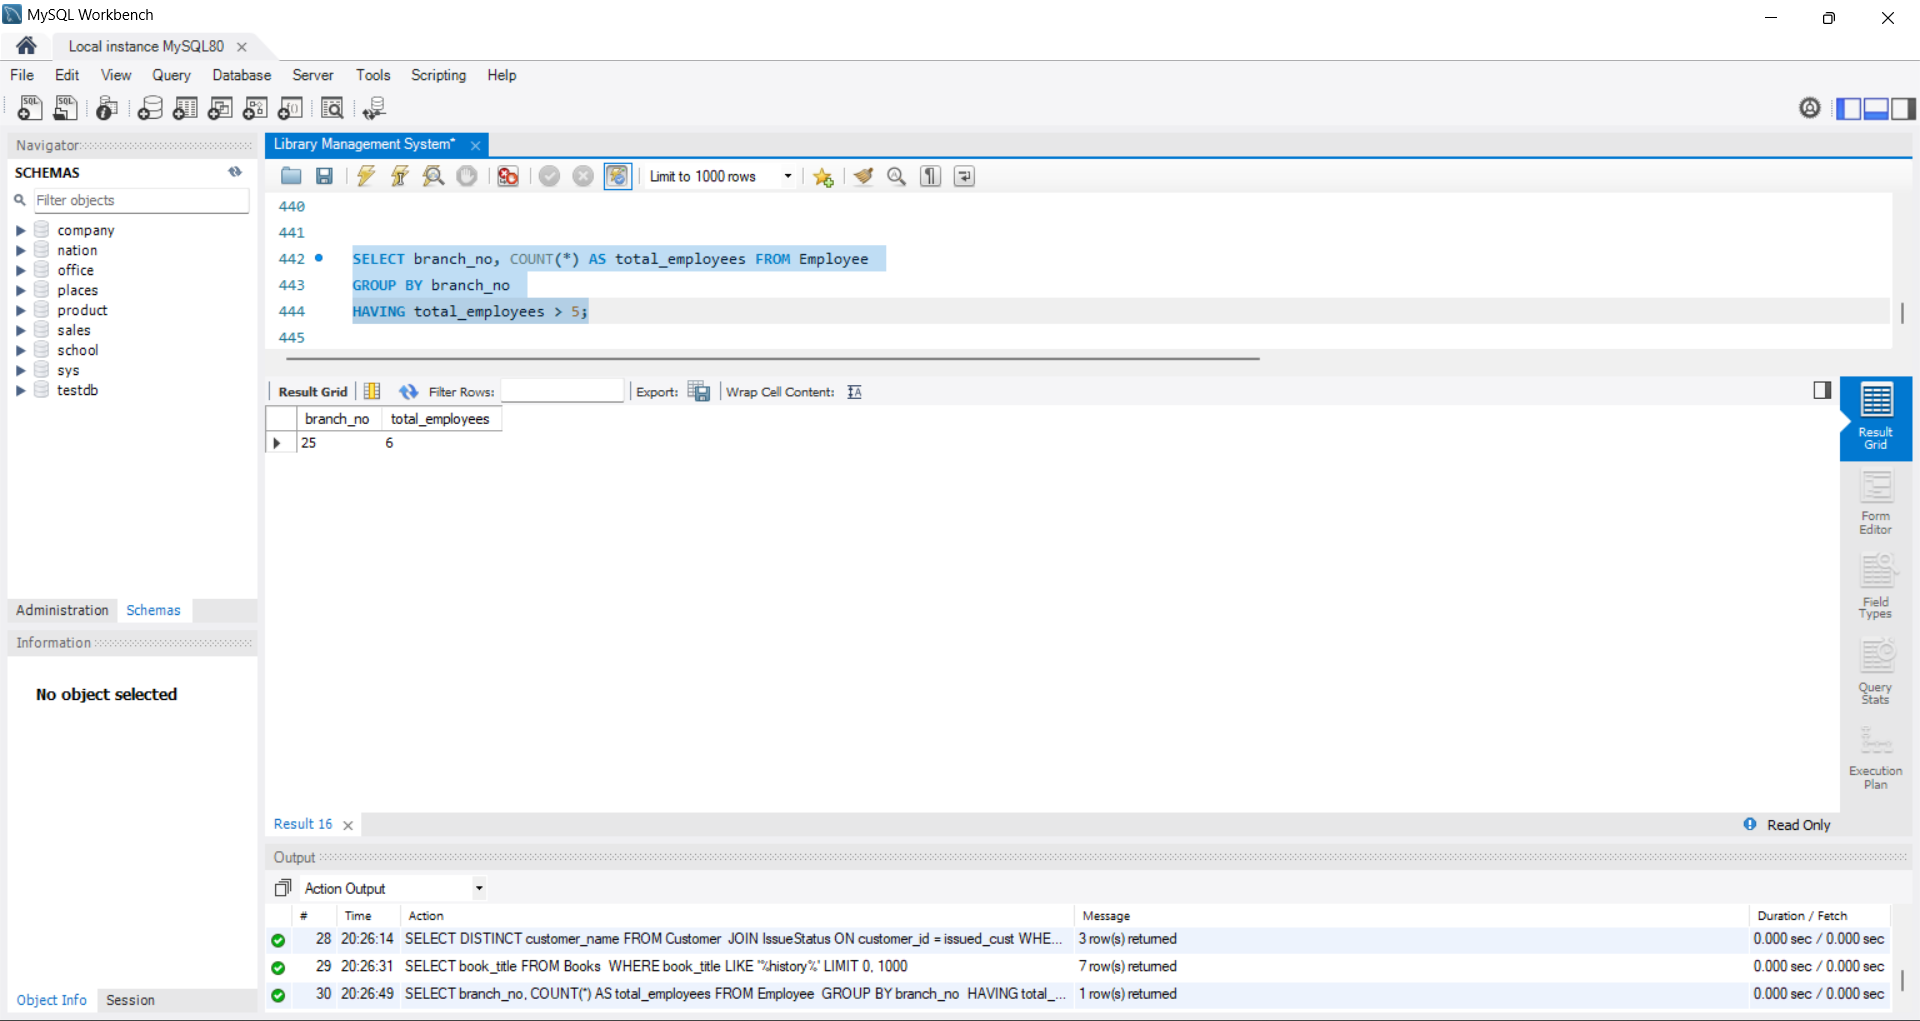 MySQL Workbench
Local instance MySQL80
File Edit View Query Database Server Tools Scripting Help
Navigator
SCHEMAS
Filter objects
company
nation
office
places
product
sales
school
sys
testdb
Administration Schemas
Information
No object selected
Object Info Session
Library Management System*
Limit to 1000 rows
440
441
442 SELECT branch_no, COUNT(*) AS total_employees FROM Employee
443 GROUP BY branch_no
444 HAVING total_employees > 5;
445
Result Grid Filter Rows: Export: Wrap Cell Content:
branch_no total_employees
25 6
Result
Grid
Form
Editor
Field
Types
Query
Stats
Execution
Plan
Result 16
Read Only
Output
Action Output
# Time Action Message Duration / Fetch
28 20:26:14 SELECT DISTINCT customer_name FROM Customer JOIN IssueStatus ON customer_id = issued_cust WHE... 3 row(s) returned 0.000 sec / 0.000 sec
29 20:26:31 SELECT book_title FROM Books WHERE book_title LIKE "%history%" LIMIT 0, 1000 7 row(s) returned 0.000 sec / 0.000 sec
30 20:26:49 SELECT branch_no, COUNT(*) AS total_employees FROM Employee GROUP BY branch_no HAVING total_... 1 row(s) returned 0.000 sec / 0.000 sec